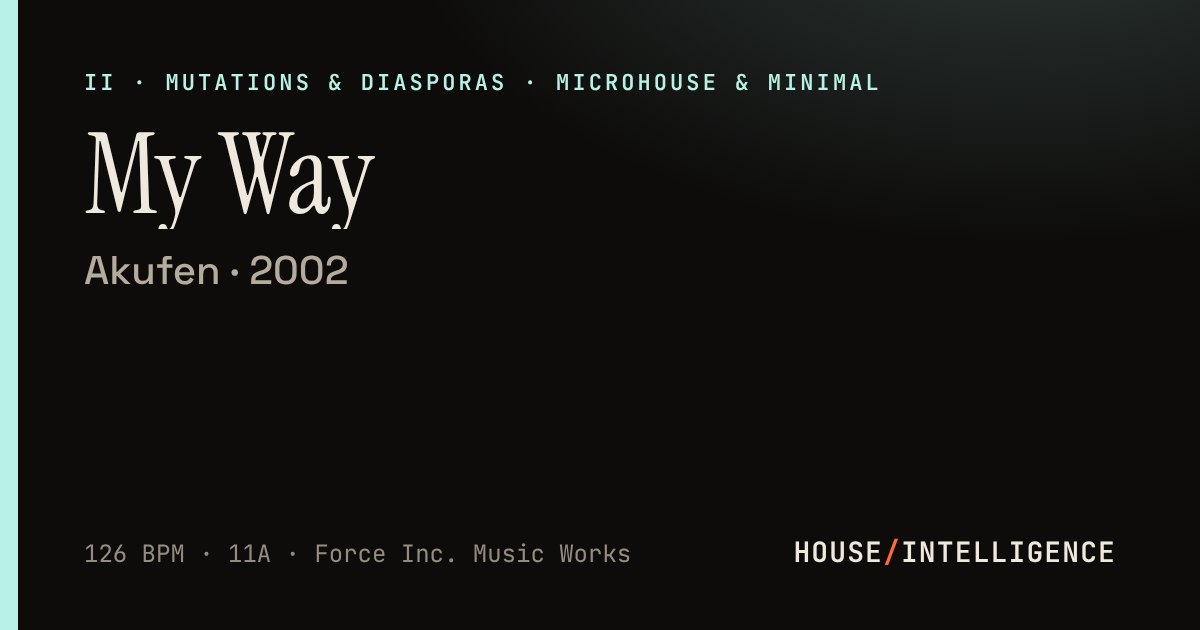 II · MUTATIONS & DIASPORAS · MICROHOUSE & MINIMAL
My Way
Akufen · 2002
126 BPM · 11A · Force Inc. Music Works
HOUSE/INTELLIGENCE